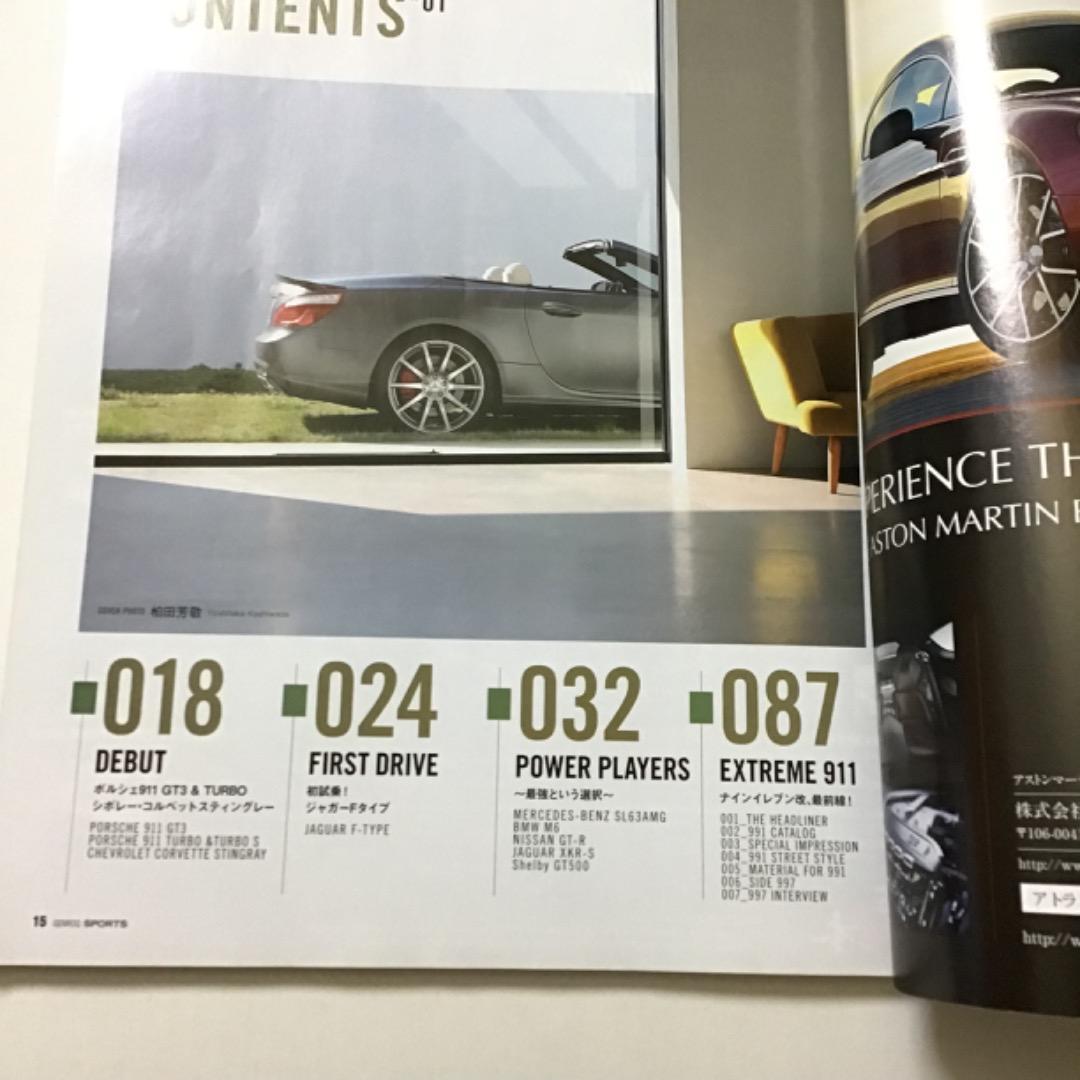 ONTENTS 01
COVER PHOTO 柏田芳敬 Yoshitaka Kashiwada
018
DEBUT
ポルシェ911 GT3 & TURBO
シボレー・コルベットスティングレー
PORSCHE 911 GT3
PORSCHE 911 TURBO &TURBO S
CHEVROLET CORVETTE STINGRAY
024
FIRST DRIVE
初試乗!
ジャガーFタイプ
JAGUAR F-TYPE
032
POWER PLAYERS
〜最強という選択〜
MERCEDES-BENZ SL63AMG
BMW M6
NISSAN GT-R
JAGUAR XKR-S
Shelby GT500
087
EXTREME 911
ナインイレブン改、最前線!
001_THE HEADLINER
002_991 CATALOG
003_SPECIAL IMPRESSION
004_991 STREET STYLE
005_MATERIAL FOR 991
006_SIDE 997
007_997 INTERVIEW
15 GENROQ SPORTS
PERIENCE TH
ASTON MARTIN
アストンマー
株式会社
〒106-004
http://w
アトラ
http://w